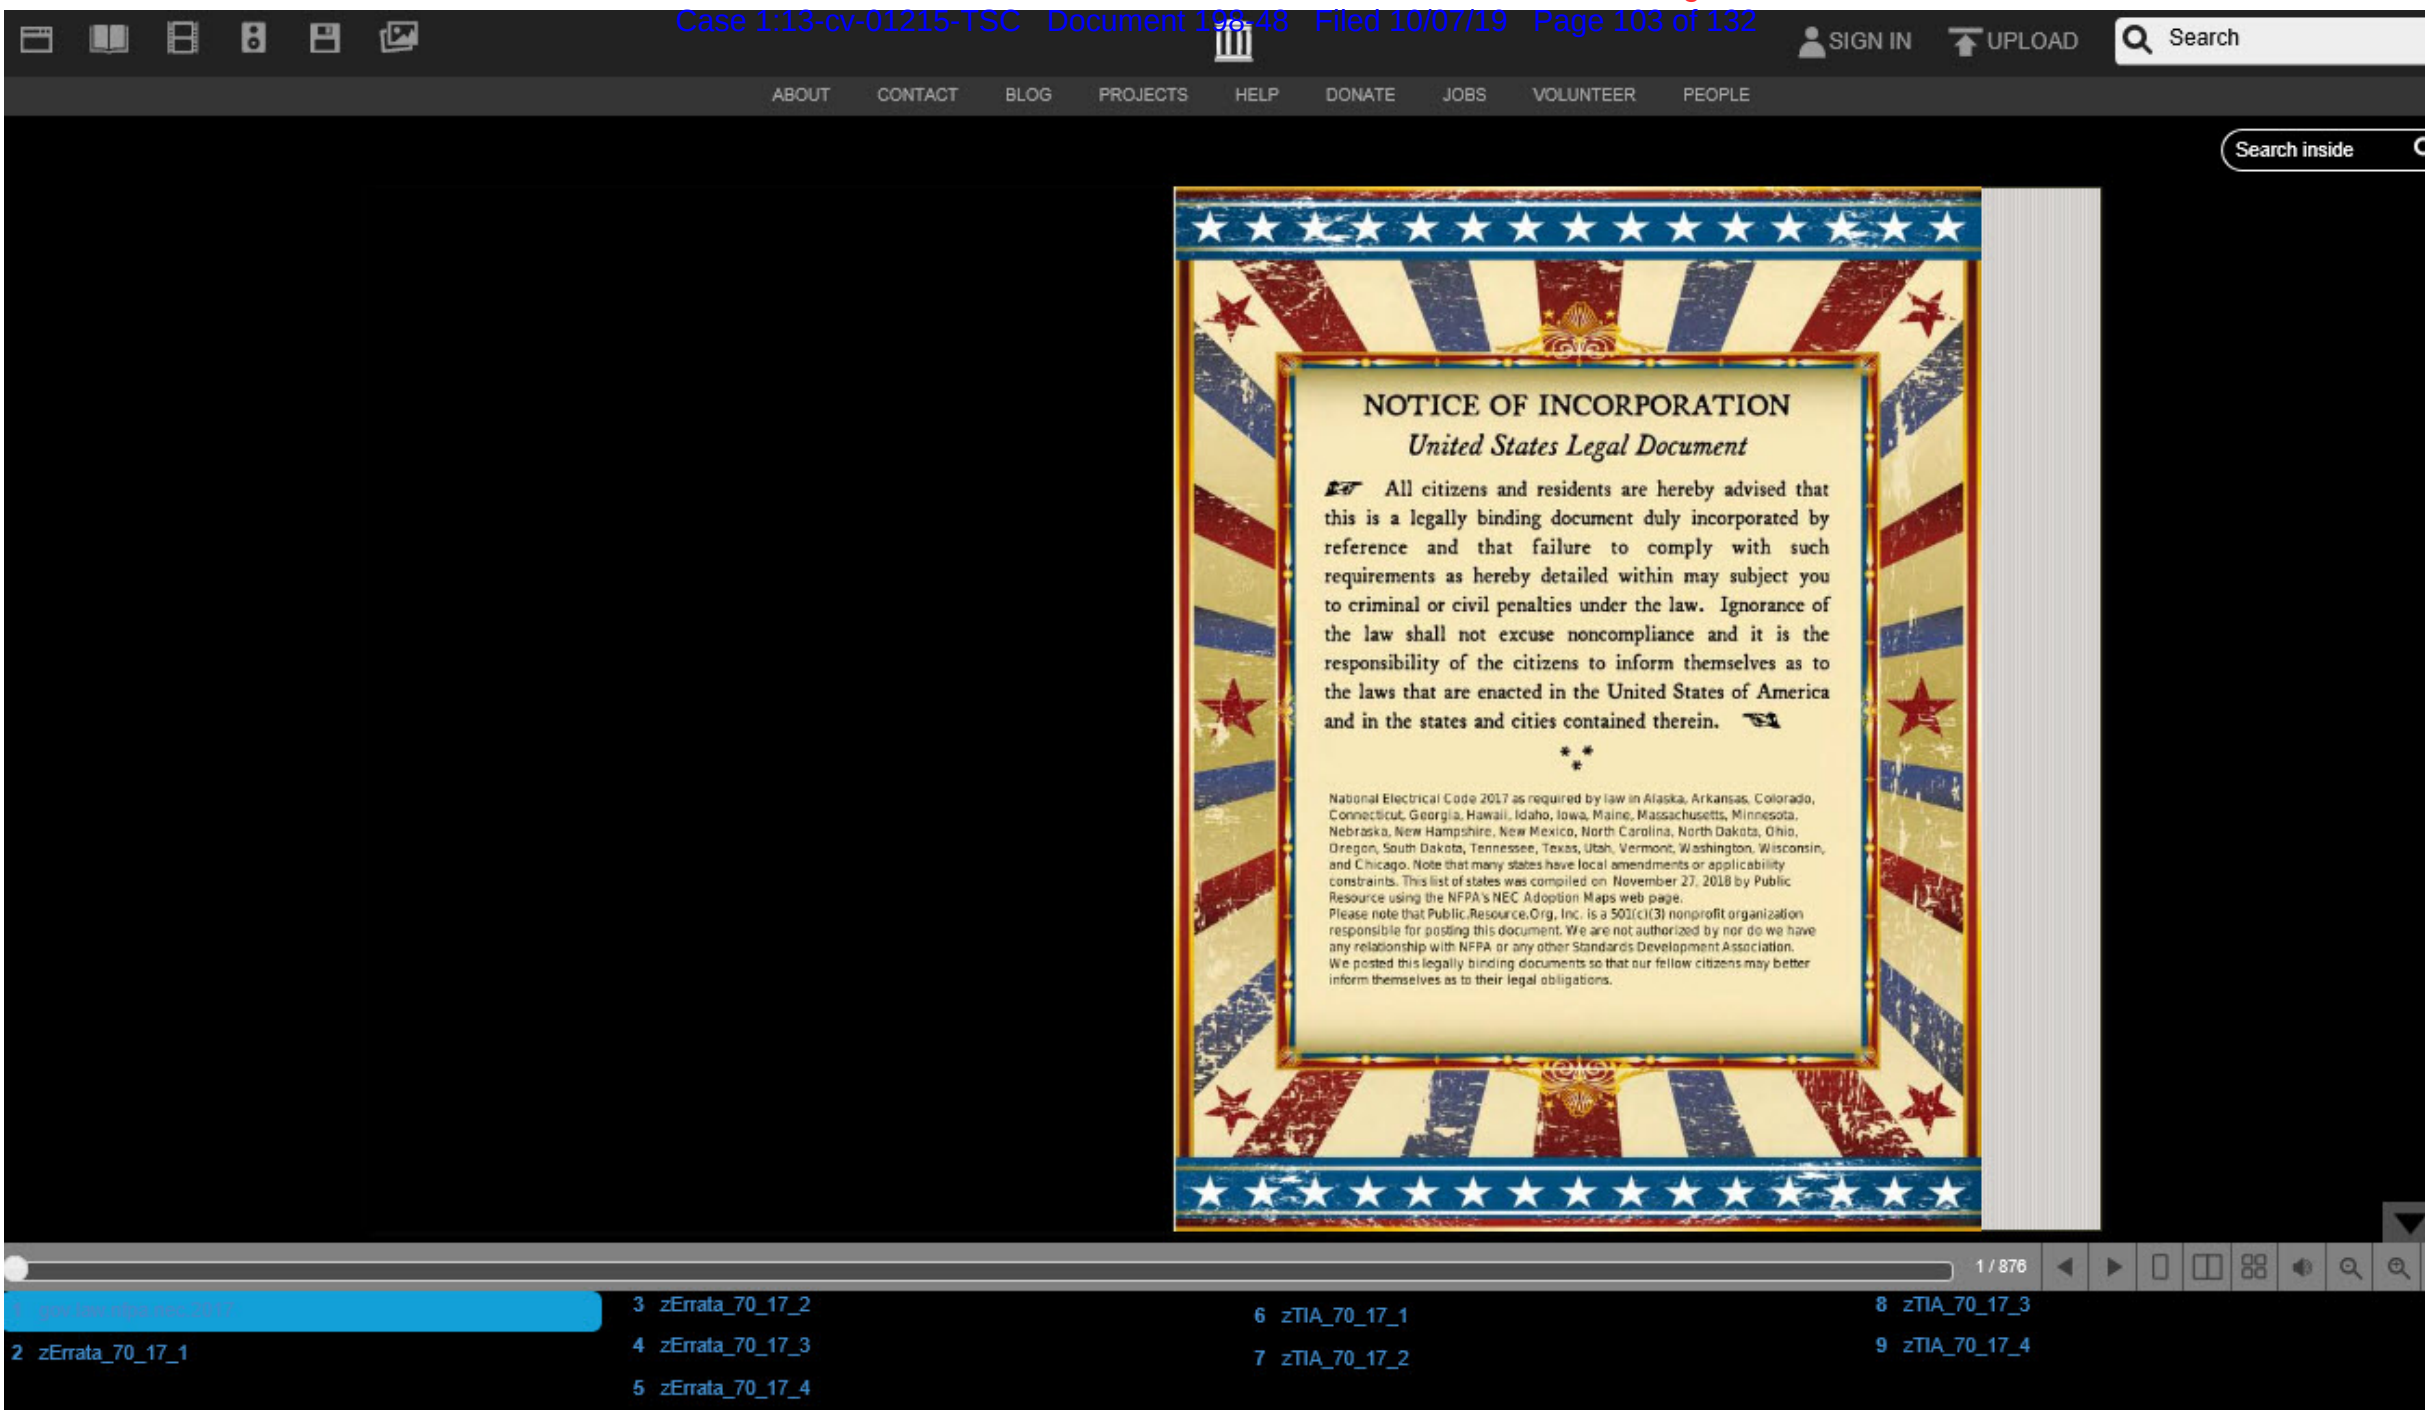 Case 1:13-cv-01215-TSC Document 198-48 Filed 10/07/19 Page 103 of 132
SIGN IN
UPLOAD
Search
ABOUT CONTACT BLOG PROJECTS HELP DONATE JOBS VOLUNTEER PEOPLE
Search inside
NOTICE OF INCORPORATION
United States Legal Document
All citizens and residents are hereby advised that
this is a legally binding document duly incorporated by
reference and that failure to comply with such
requirements as hereby detailed within may subject you
to criminal or civil penalties under the law. Ignorance of
the law shall not excuse noncompliance and it is the
responsibility of the citizens to inform themselves as to
the laws that are enacted in the United States of America
and in the states and cities contained therein.
National Electrical Code 2017 as required by law in Alaska, Arkansas, Colorado,
Connecticut, Georgia, Hawaii, Idaho, Iowa, Maine, Massachusetts, Minnesota,
Nebraska, New Hampshire, New Mexico, North Carolina, North Dakota, Ohio,
Oregon, South Dakota, Tennessee, Texas, Utah, Vermont, Washington, Wisconsin,
and Chicago. Note that many states have local amendments or applicability
constraints. This list of states was compiled on November 27, 2018 by Public
Resource using the NFPA's NEC Adoption Maps web page.
Please note that Public.Resource.Org, Inc. is a 501(c)(3) nonprofit organization
responsible for posting this document. We are not authorized by nor do we have
any relationship with NFPA or any other Standards Development Association.
We posted this legally binding documents so that our fellow citizens may better
inform themselves as to their legal obligations.
1 / 876
2 zErrata_70_17_1
3 zErrata_70_17_2
4 zErrata_70_17_3
5 zErrata_70_17_4
6 zTIA_70_17_1
7 zTIA_70_17_2
8 zTIA_70_17_3
9 zTIA_70_17_4